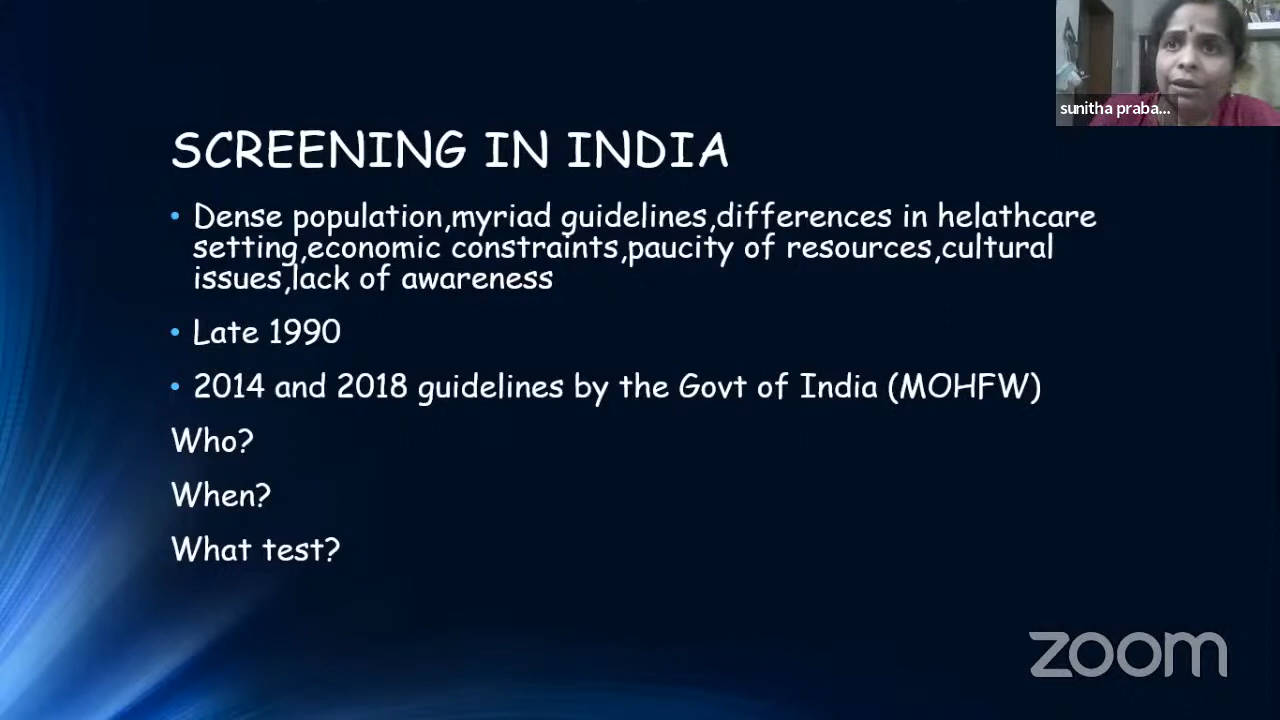 sunitha praba...
SCREENING IN INDIA
• Dense population,myriad guidelines,differences in helathcare
setting,economic constraints,paucity of resources,cultural
issues,lack of awareness
• Late 1990
• 2014 and 2018 guidelines by the Govt of India (MOHFW)
Who?
When?
What test?
zoom